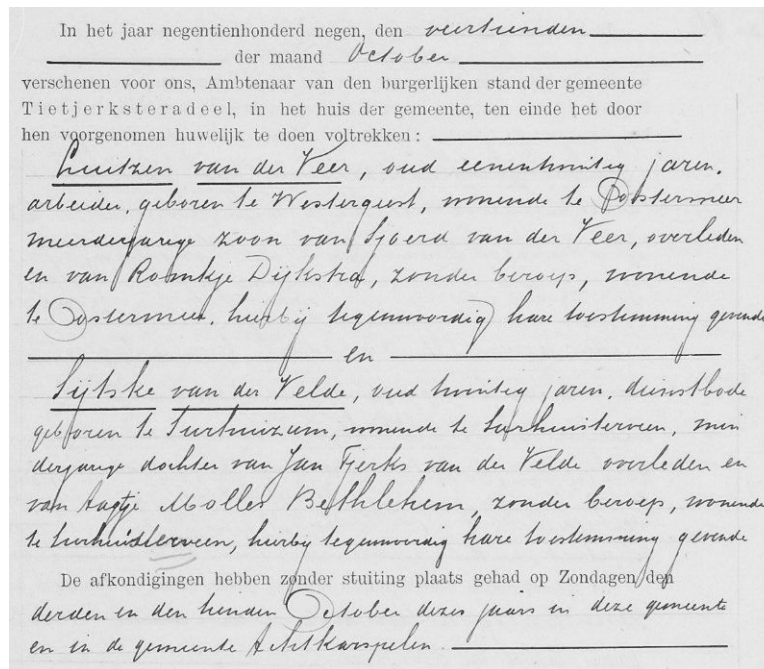 In het jaar negentienhonderd negen, den veertienden
der maand October
verschenen voor ons, Ambtenaar van den burgerlijken stand der gemeente
Tietjerksteradeel, in het huis der gemeente, ten einde het door
hen voorgenomen huwelijk te doen voltrekken:
Luitzen van der Veer, oud eenentwintig jaren,
arbeider, geboren te Westergeest, wonende te Oostermeer
meerderjarige zoon van Sjoerd van der Veer, overleden
en van Romkje Dijkstra, zonder beroep, wonende
te Oostermeer, hierbij tegenwoordig hare toestemming gevende
en
Sijtske van der Velde, oud twintig jaren, dienstbode
geboren te Surhuizum, wonende te Surhuisterveen, min
derjarige dochter van Jan Tjerks van der Velde overleden en
van Aagtje Molles Bethlehem, zonder beroep, wonende
te Surhuisterveen, hierbij tegenwoordig hare toestemming gevende
De afkondigingen hebben zonder stuiting plaats gehad op Zondagen den
derden en den tienden October dezes jaars in deze gemeente
en in de gemeente Achtkarspelen.